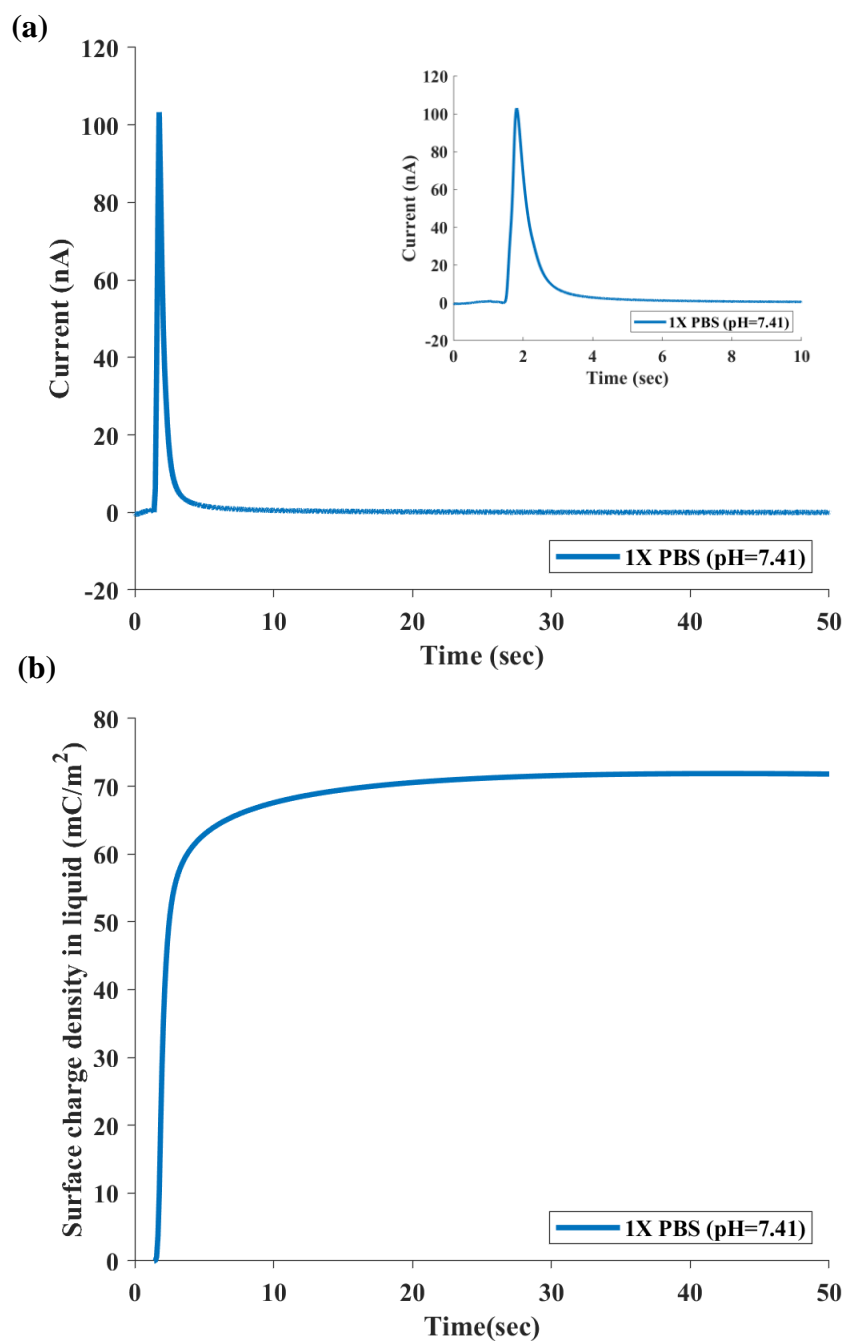 (a)
120
100
80
60
40
20
0
-20
Current (nA)
0 10 20 30 40 50
Time (sec)
1X PBS (pH=7.41)
120
100
80
60
40
20
0
-20
Current (nA)
0 2 4 6 8 10
Time (sec)
1X PBS (pH=7.41)
(b)
80
70
60
50
40
30
20
10
0
Surface charge density in liquid (mC/m²)
0 10 20 30 40 50
Time(sec)
1X PBS (pH=7.41)